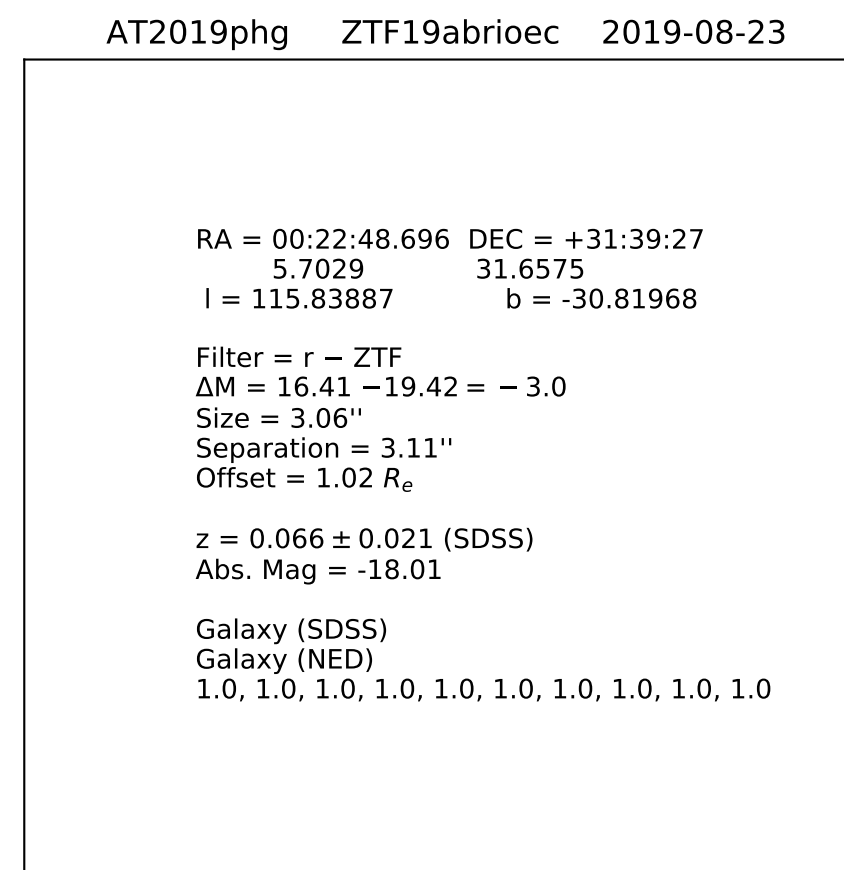 AT2019phg ZTF19abrioec 2019-08-23
RA = 00:22:48.696 DEC = +31:39:27
5.7029 31.6575
l = 115.83887 b = -30.81968
Filter = r − ZTF
ΔM = 16.41 −19.42 = − 3.0
Size = 3.06''
Separation = 3.11''
Offset = 1.02 Rₑ
z = 0.066 ± 0.021 (SDSS)
Abs. Mag = -18.01
Galaxy (SDSS)
Galaxy (NED)
1.0, 1.0, 1.0, 1.0, 1.0, 1.0, 1.0, 1.0, 1.0, 1.0